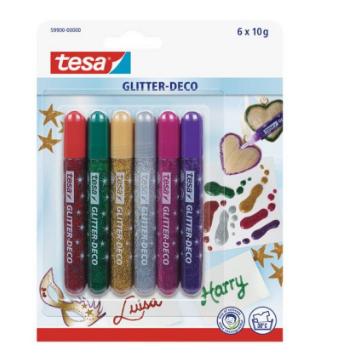 59900-00000
6 x 10g
tesa
GLITTER-DECO
tesa GLITTER-DECO
tesa GLITTER-DECO
tesa GLITTER-DECO
tesa GLITTER-DECO
tesa GLITTER-DECO
tesa GLITTER-DECO
Luisa
Harry
30°C